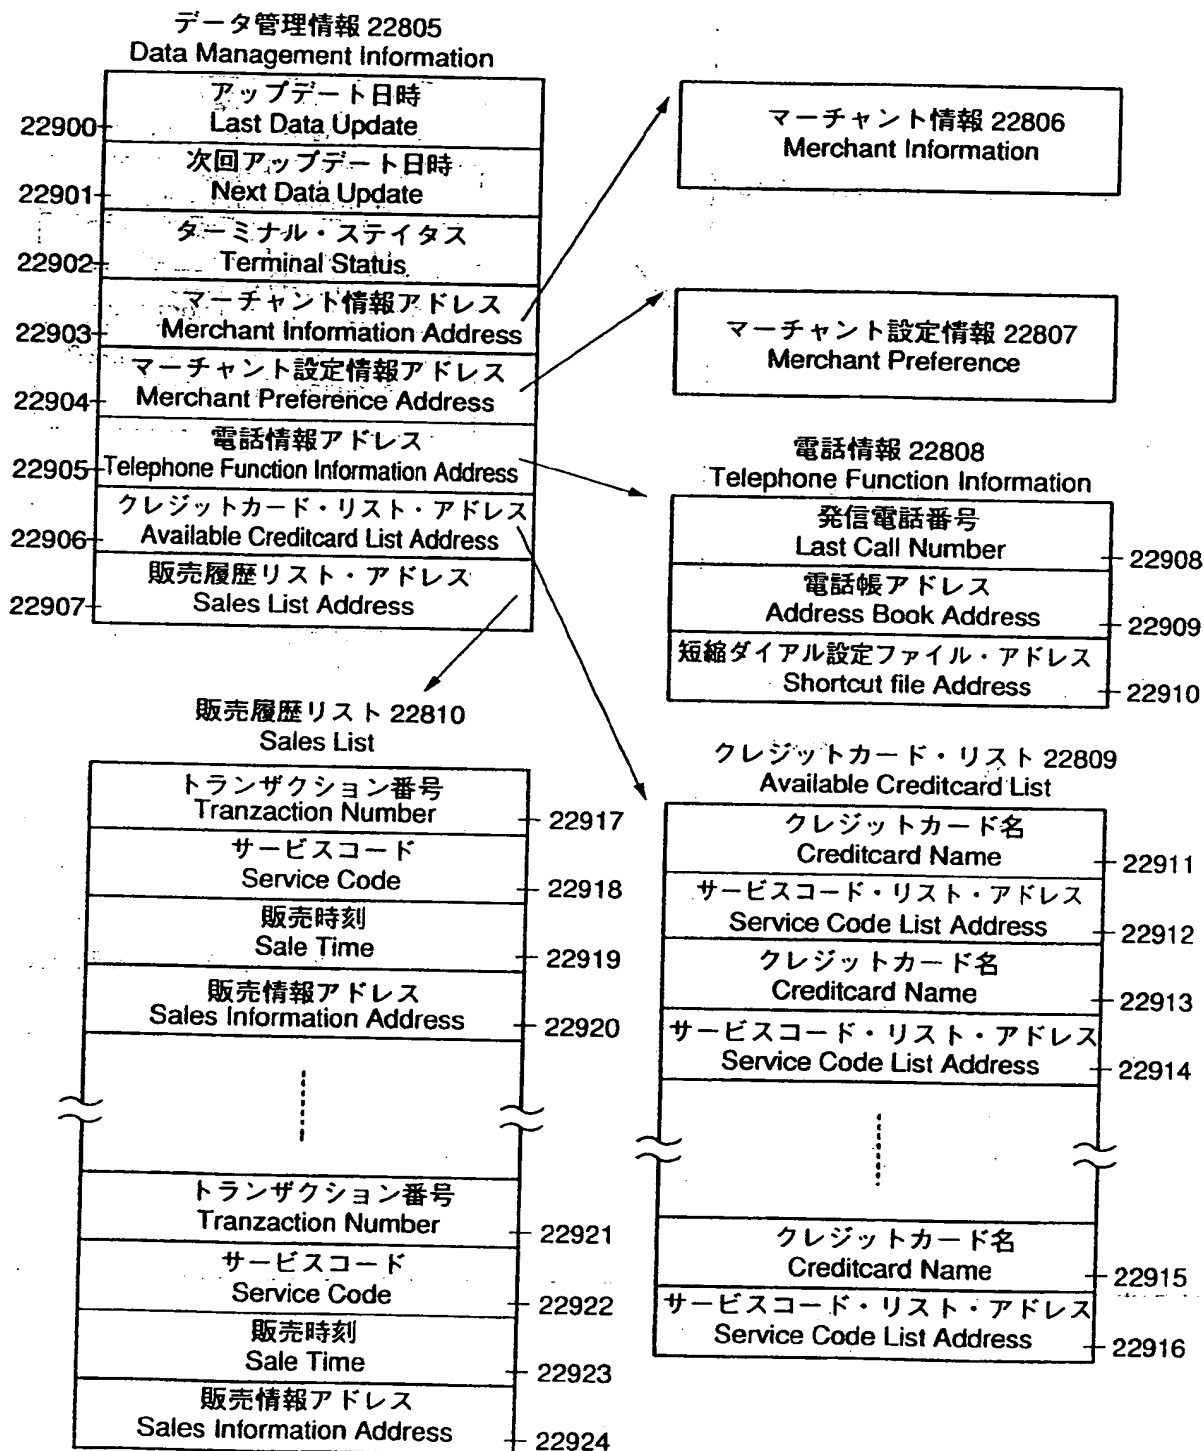 データ管理情報 22805
Data Management Information
アップデート日時
Last Data Update
22900
次回アップデート日時
Next Data Update
22901
ターミナル・ステイタス
Terminal Status
22902
マーチャント情報アドレス
Merchant Information Address
22903
マーチャント設定情報アドレス
Merchant Preference Address
22904
電話情報アドレス
Telephone Function Information Address
22905
クレジットカード・リスト・アドレス
Available Creditcard List Address
22906
販売履歴リスト・アドレス
Sales List Address
22907
マーチャント情報 22806
Merchant Information
マーチャント設定情報 22807
Merchant Preference
電話情報 22808
Telephone Function Information
発信電話番号
Last Call Number
22908
電話帳アドレス
Address Book Address
22909
短縮ダイアル設定ファイル・アドレス
Shortcut file Address
22910
販売履歴リスト 22810
Sales List
トランザクション番号
Tranzaction Number
22917
サービスコード
Service Code
22918
販売時刻
Sale Time
22919
販売情報アドレス
Sales Information Address
22920
トランザクション番号
Tranzaction Number
22921
サービスコード
Service Code
22922
販売時刻
Sale Time
22923
販売情報アドレス
Sales Information Address
22924
クレジットカード・リスト 22809
Available Creditcard List
クレジットカード名
Creditcard Name
22911
サービスコード・リスト・アドレス
Service Code List Address
22912
クレジットカード名
Creditcard Name
22913
サービスコード・リスト・アドレス
Service Code List Address
22914
クレジットカード名
Creditcard Name
22915
サービスコード・リスト・アドレス
Service Code List Address
22916